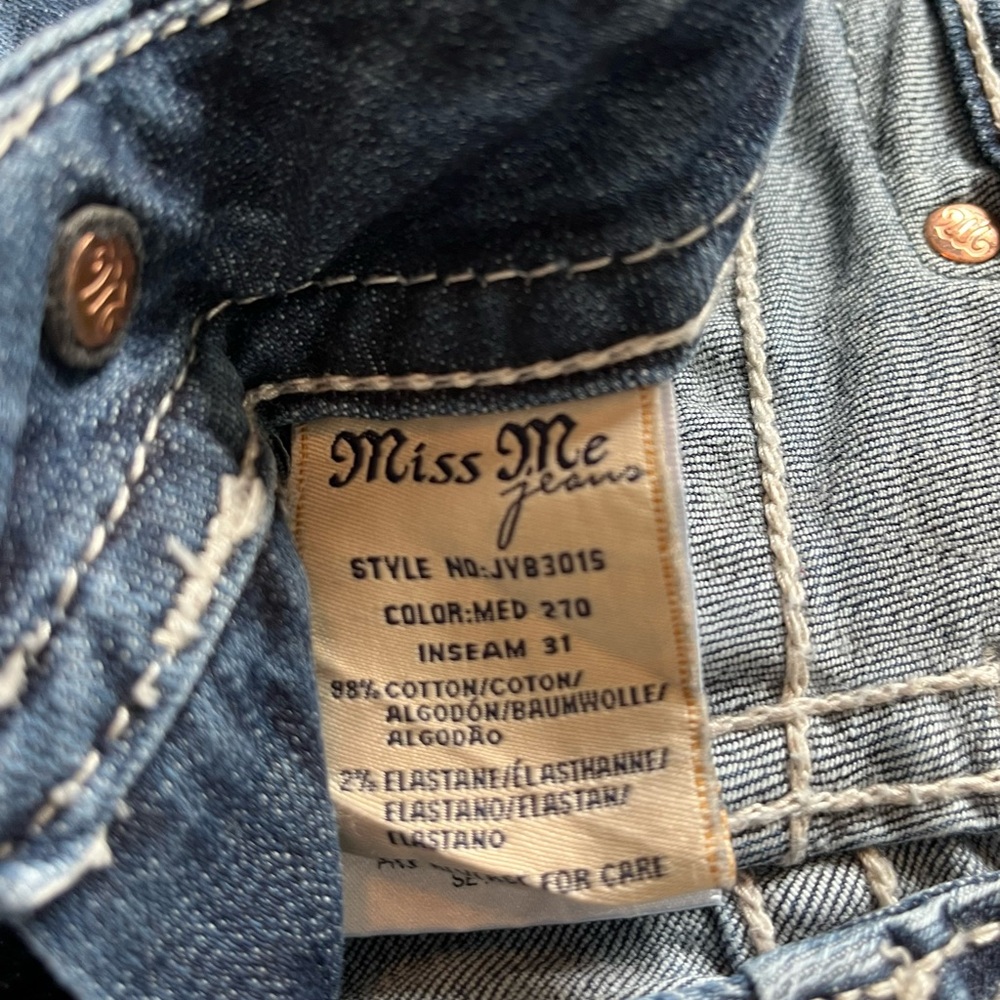 Miss Me
jeans
STYLE NO:JY8301S
COLOR:MED 270
INSEAM 31
98% COTTON/COTON/
ALGODÓN/BAUMWOLLE/
ALGODÃO
2% ELASTANE/ÉLASTHANNE/
ELASTANO/ELASTAN/
ELASTANO
FOR CARE